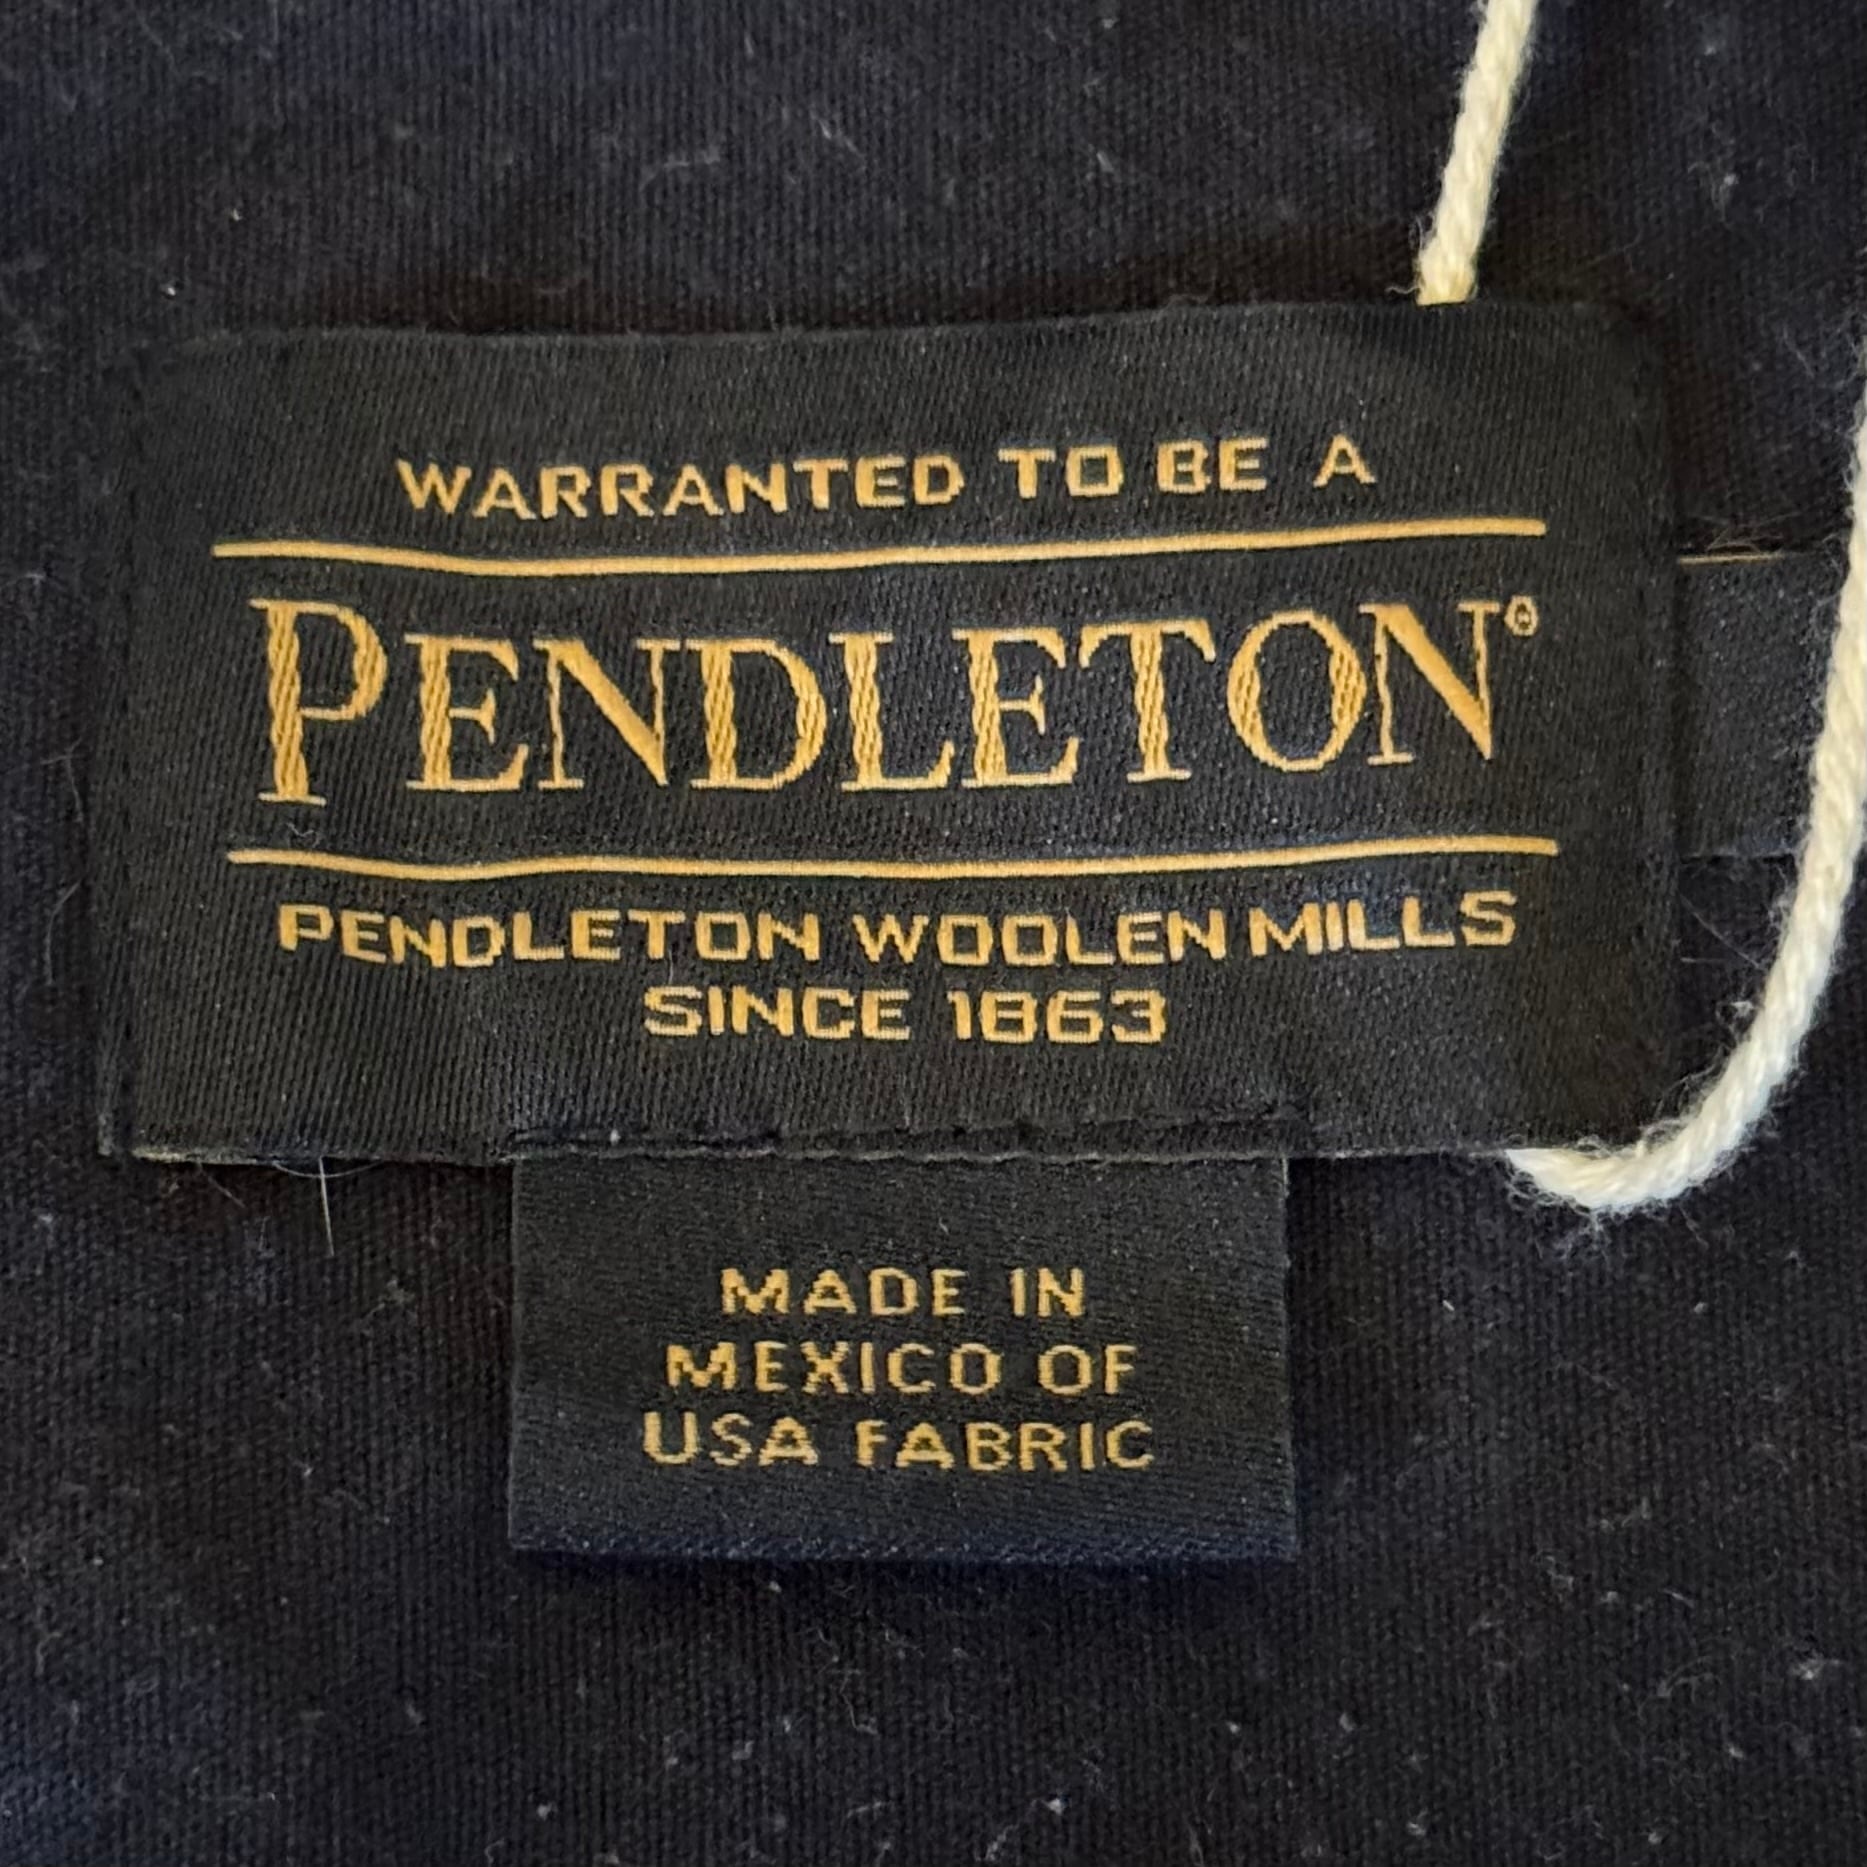 WARRANTED TO BE A
PENDLETON®
PENDLETON WOOLEN MILLS
SINCE 1863
MADE IN
MEXICO OF
USA FABRIC